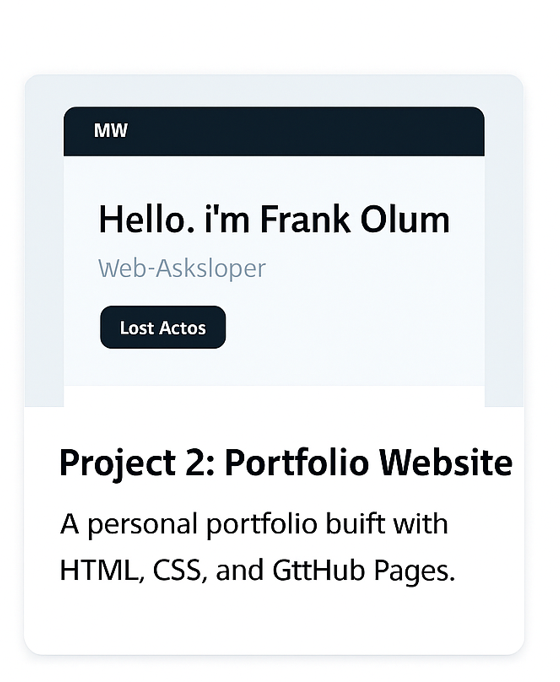 MW
Hello. i'm Frank Olum
Web-Asksloper
Lost Actos
Project 2: Portfolio Website
A personal portfolio buift with
HTML, CSS, and GttHub Pages.